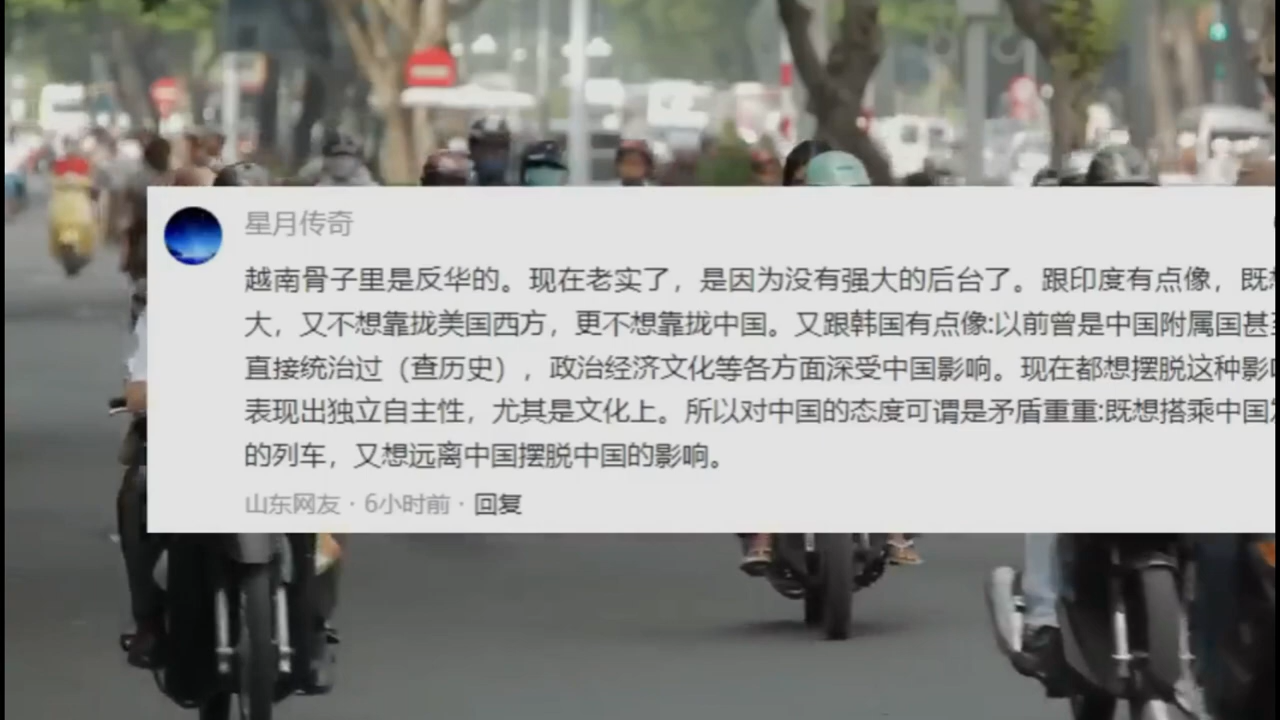 星月传奇
越南骨子里是反华的。现在老实了，是因为没有强大的后台了。跟印度有点像，既
大，又不想靠拢美国西方，更不想靠拢中国。又跟韩国有点像:以前曾是中国附属国甚
直接统治过（查历史），政治经济文化等各方面深受中国影响。现在都想摆脱这种影
表现出独立自主性，尤其是文化上。所以对中国的态度可谓是矛盾重重:既想搭乘中国
的列车，又想远离中国摆脱中国的影响。
山东网友·6小时前·回复